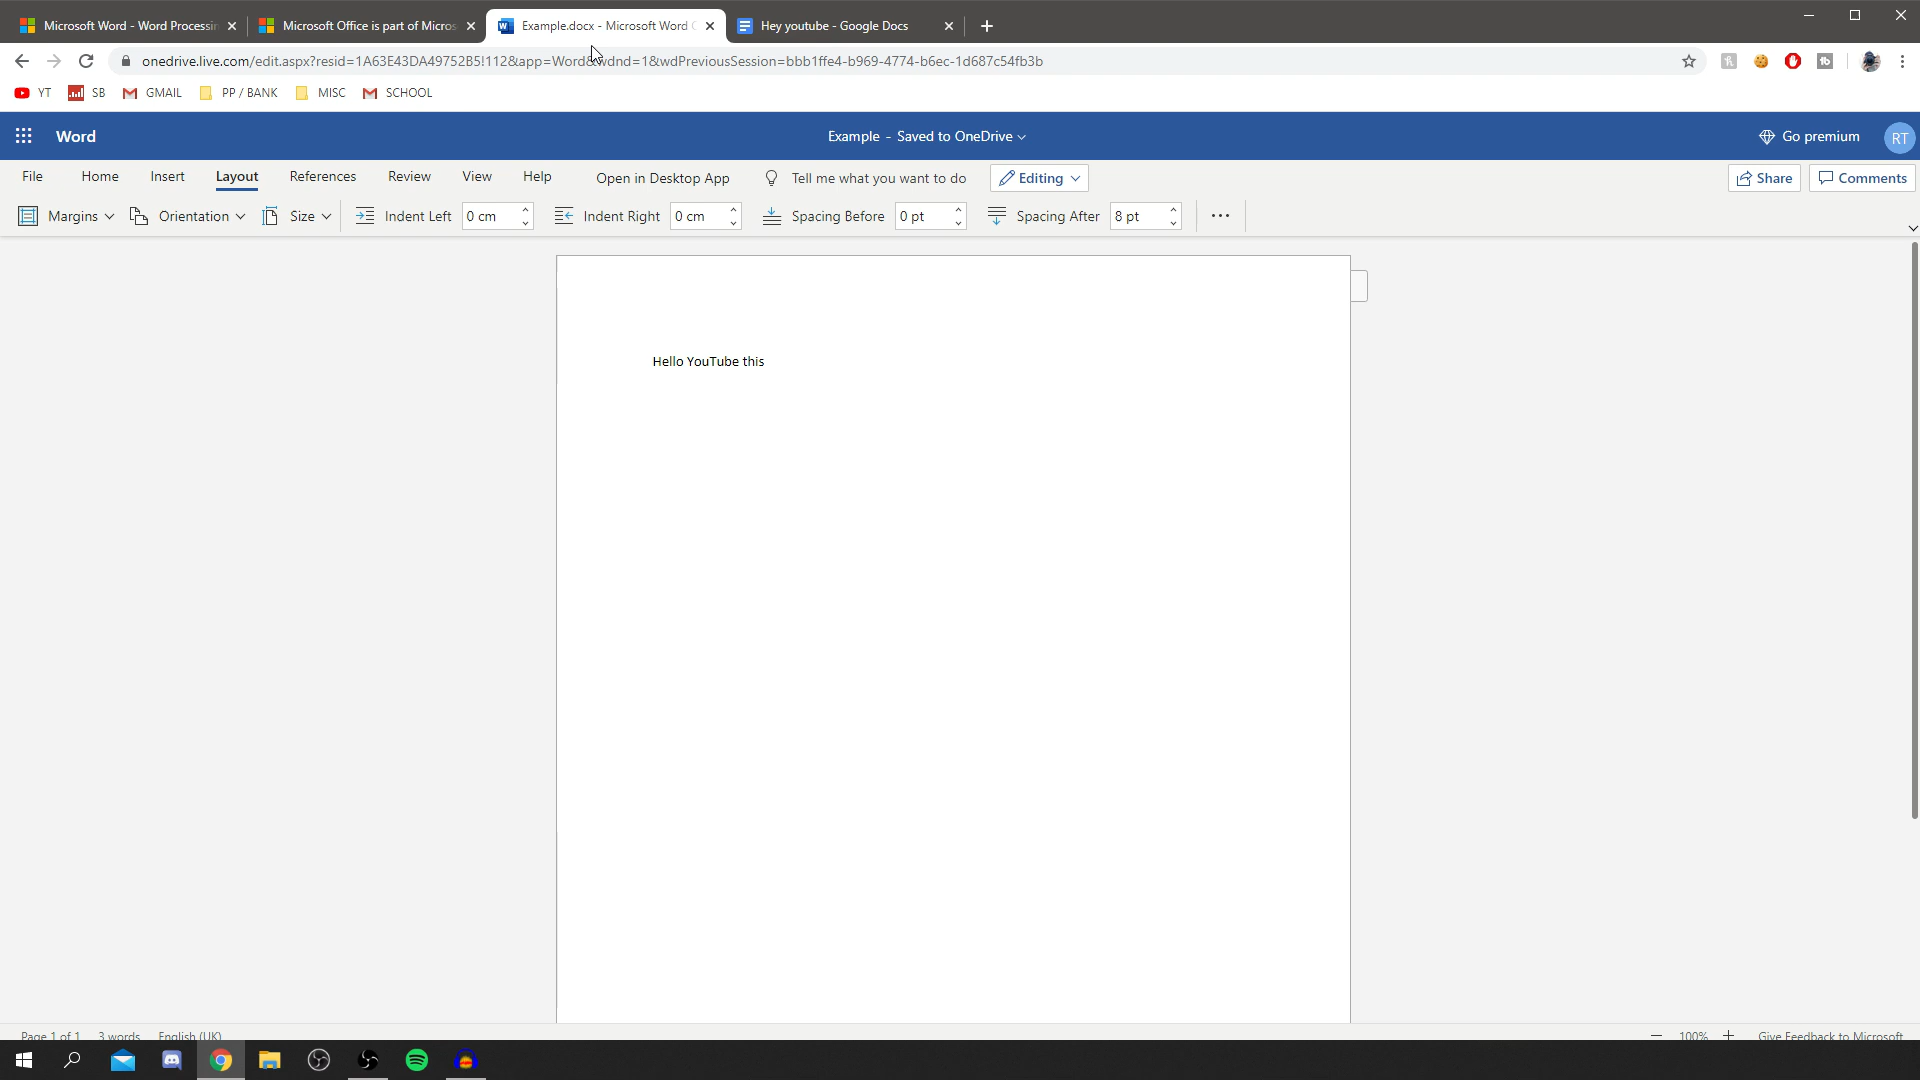 Microsoft Word - Word Processin
Microsoft Office is part of Micros
Example.docx - Microsoft Word
Hey youtube - Google Docs
onedrive.live.com/edit.aspx?resid=1A63E43DA49752B5!112&app=Word&wdnd=1&wdPreviousSession=bbb1ffe4-b969-4774-b6ec-1d687c54fb3b
YT SB GMAIL PP / BANK MISC SCHOOL
Word
Example - Saved to OneDrive
Go premium
RT
File Home Insert Layout References Review View Help Open in Desktop App Tell me what you want to do Editing Share Comments
Margins Orientation Size Indent Left 0 cm Indent Right 0 cm Spacing Before 0 pt Spacing After 8 pt
Hello YouTube this
Page 1 of 1 3 words English (UK) 100% Give Feedback to Microsoft